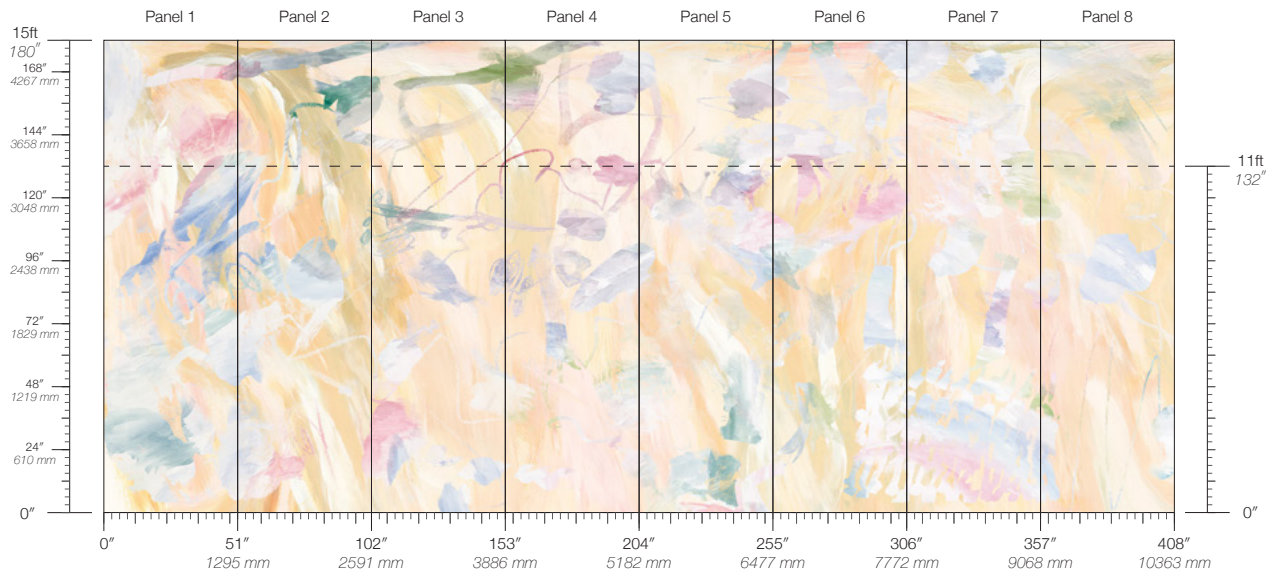 Panel 1 Panel 2 Panel 3 Panel 4 Panel 5 Panel 6 Panel 7 Panel 8
15ft
180″
168″
4267 mm
144″
3658 mm
120″
3048 mm
96″
2438 mm
72″
1829 mm
48″
1219 mm
24″
610 mm
0″
11ft
132″
0″
0″ 51″ 102″ 153″ 204″ 255″ 306″ 357″ 408″
1295 mm 2591 mm 3886 mm 5182 mm 6477 mm 7772 mm 9068 mm 10363 mm